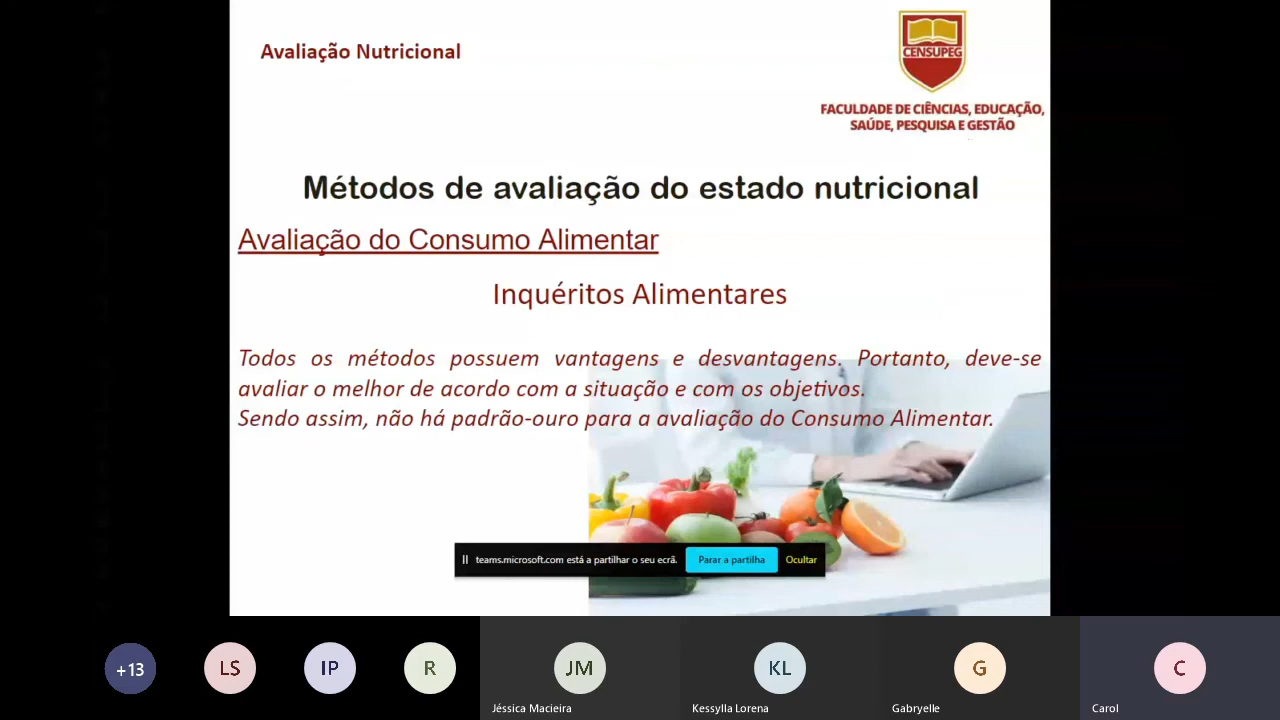 Avaliação Nutricional
CENSUPEG
FACULDADE DE CIÊNCIAS, EDUCAÇÃO,
SAÚDE, PESQUISA E GESTÃO
Métodos de avaliação do estado nutricional
Avaliação do Consumo Alimentar
Inquéritos Alimentares
Todos os métodos possuem vantagens e desvantagens. Portanto, deve-se
avaliar o melhor de acordo com a situação e com os objetivos.
Sendo assim, não há padrão-ouro para a avaliação do Consumo Alimentar.
teams.microsoft.com está a partilhar o seu ecrã. Parar a partilha Ocultar
+13 LS IP R JM KL G C
Jéssica Macieira Kessylla Lorena Gabryelle Carol